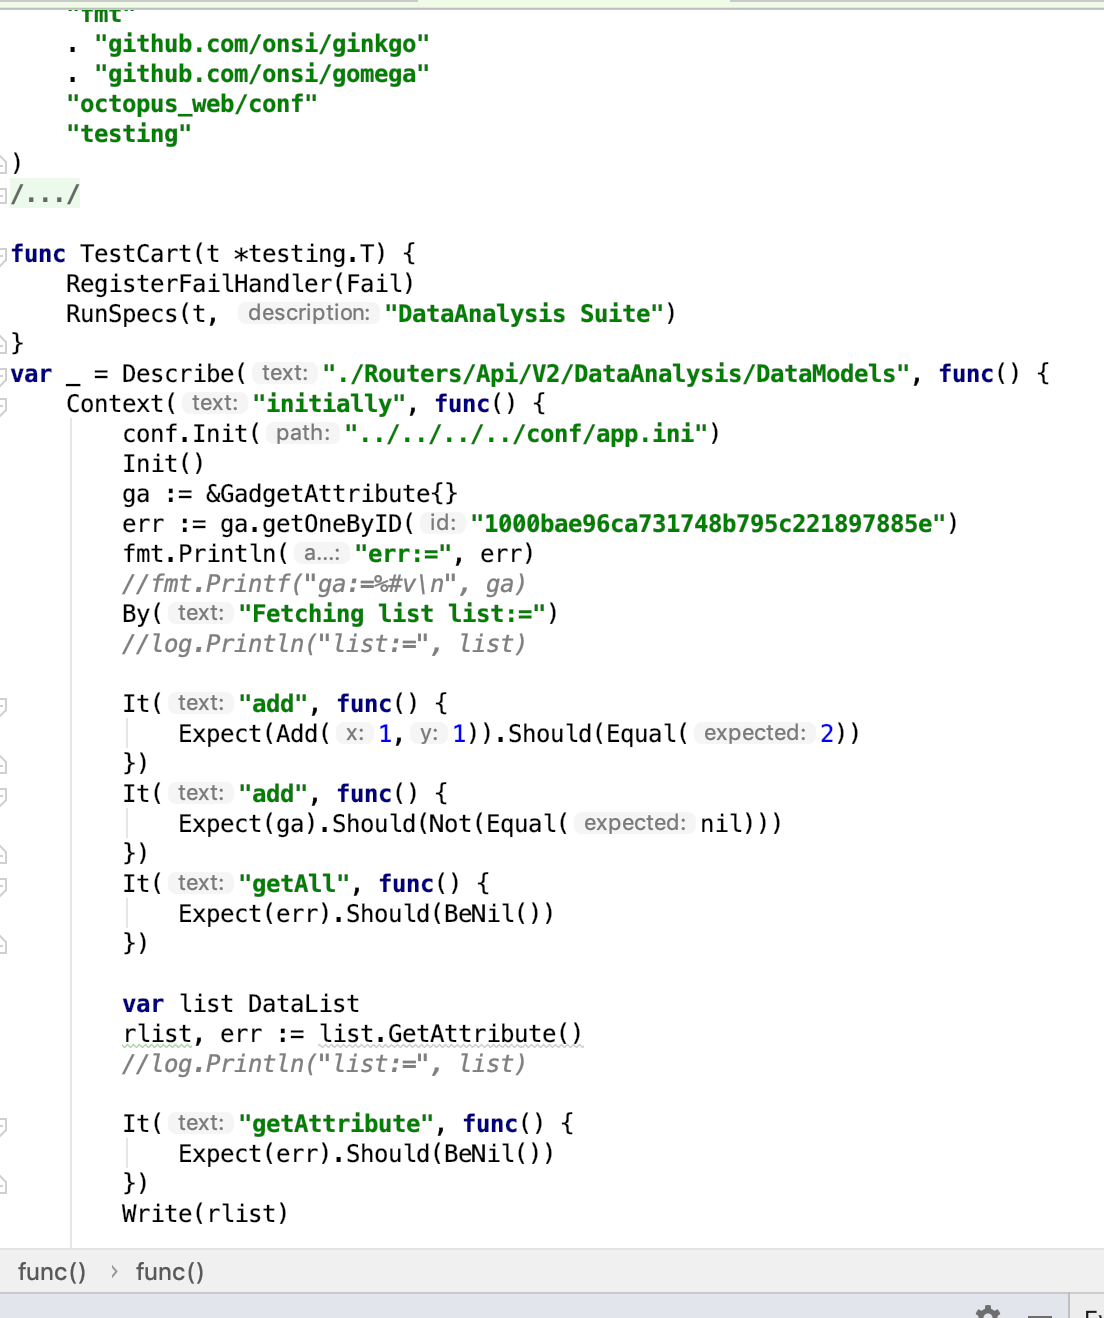 "fmt"
. "github.com/onsi/ginkgo"
. "github.com/onsi/gomega"
"octopus_web/conf"
"testing"
)
/.../
func TestCart(t *testing.T) {
RegisterFailHandler(Fail)
RunSpecs(t, description: "DataAnalysis Suite")
}
var _ = Describe( text: "./Routers/Api/V2/DataAnalysis/DataModels", func() {
Context( text: "initially", func() {
conf.Init( path: "../../../../conf/app.ini")
Init()
ga := &GadgetAttribute{}
err := ga.getOneByID( id: "1000bae96ca731748b795c221897885e")
fmt.Println( a...: "err:=", err)
//fmt.Printf("ga:=%#v\n", ga)
By( text: "Fetching list list:=")
//log.Println("list:=", list)
It( text: "add", func() {
Expect(Add( x: 1, y: 1)).Should(Equal( expected: 2))
})
It( text: "add", func() {
Expect(ga).Should(Not(Equal( expected: nil)))
})
It( text: "getAll", func() {
Expect(err).Should(BeNil())
})
var list DataList
rlist, err := list.GetAttribute()
//log.Println("list:=", list)
It( text: "getAttribute", func() {
Expect(err).Should(BeNil())
})
Write(rlist)
func() › func()